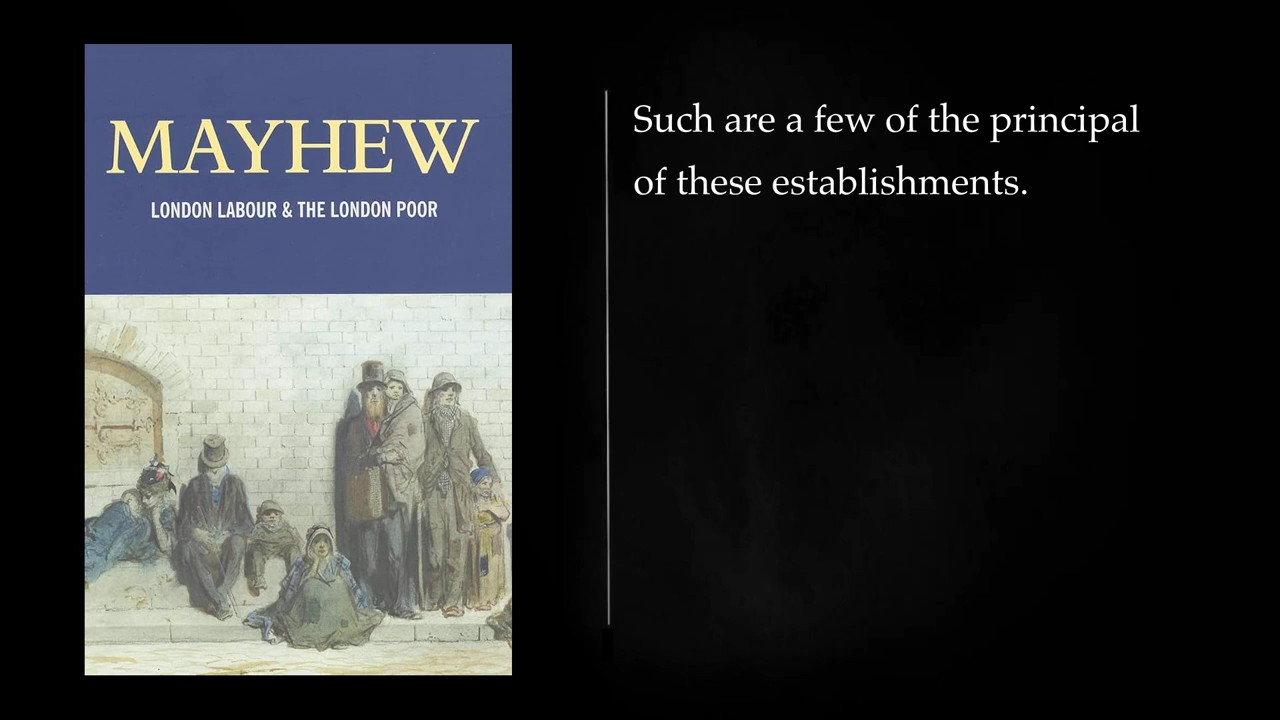 MAYHEW
LONDON LABOUR & THE LONDON POOR
Such are a few of the principal
of these establishments.